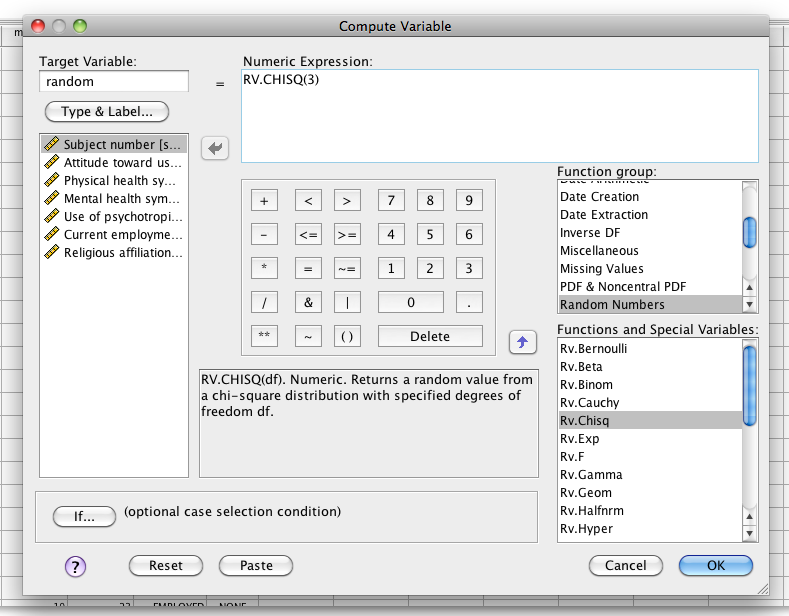 Compute Variable
Target Variable:
random
Type & Label...
=
Numeric Expression:
RV.CHISQ(3)
Subject number [s...
Attitude toward us...
Physical health sy...
Mental health sym...
Use of psychotropi...
Current employme...
Religious affiliation...
+ < > 7 8 9
- <= >= 4 5 6
* = ~= 1 2 3
/ & | 0 .
** ~ () Delete
RV.CHISQ(df). Numeric. Returns a random value from
a chi-square distribution with specified degrees of
freedom df.
Function group:
Date Arithmetic
Date Creation
Date Extraction
Inverse DF
Miscellaneous
Missing Values
PDF & Noncentral PDF
Random Numbers
Functions and Special Variables:
Rv.Bernoulli
Rv.Beta
Rv.Binom
Rv.Cauchy
Rv.Chisq
Rv.Exp
Rv.F
Rv.Gamma
Rv.Geom
Rv.Halfnrm
Rv.Hyper
If...
(optional case selection condition)
?
Reset
Paste
Cancel
OK
EMPLOYED NONE